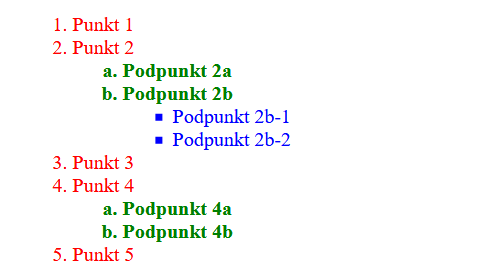 1. Punkt 1
2. Punkt 2
a. Podpunkt 2a
b. Podpunkt 2b
▪ Podpunkt 2b-1
▪ Podpunkt 2b-2
3. Punkt 3
4. Punkt 4
a. Podpunkt 4a
b. Podpunkt 4b
5. Punkt 5